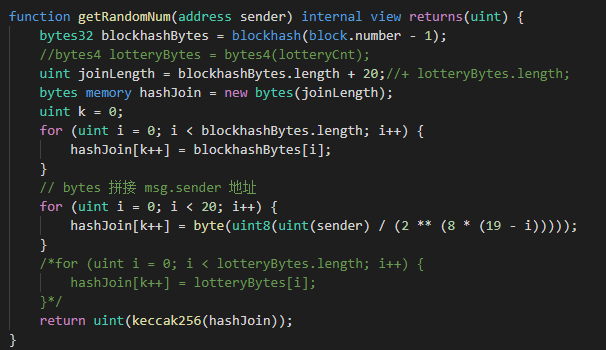 function getRandomNum(address sender) internal view returns(uint) {
    bytes32 blockhashBytes = blockhash(block.number - 1);
    //bytes4 lotteryBytes = bytes4(lotteryCnt);
    uint joinLength = blockhashBytes.length + 20;//+ lotteryBytes.length;
    bytes memory hashJoin = new bytes(joinLength);
    uint k = 0;
    for (uint i = 0; i < blockhashBytes.length; i++) {
        hashJoin[k++] = blockhashBytes[i];
    }
    // bytes 拼接 msg.sender 地址
    for (uint i = 0; i < 20; i++) {
        hashJoin[k++] = byte(uint8(uint(sender) / (2 ** (8 * (19 - i)))));
    }
    /*for (uint i = 0; i < lotteryBytes.length; i++) {
        hashJoin[k++] = lotteryBytes[i];
    }*/
    return uint(keccak256(hashJoin));
}